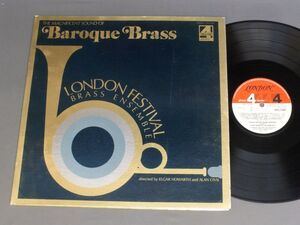 THE MAGNIFICENT SOUND OF
Baroque Brass
4
LONDON FESTIVAL
BRASS ENSEMBLE
directed by ELGAR HOWARTH and ALAN CIVIL
LONDON
4 4